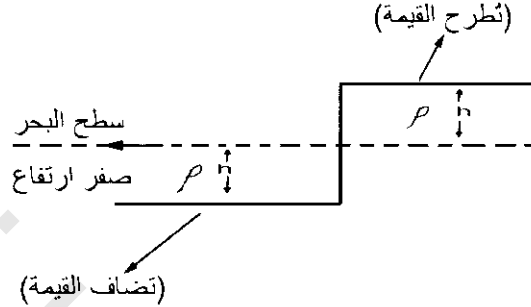 (تُطرح القيمة)
ρ h
سطح البحر
صفر ارتفاع
ρ h
(تضاف القيمة)